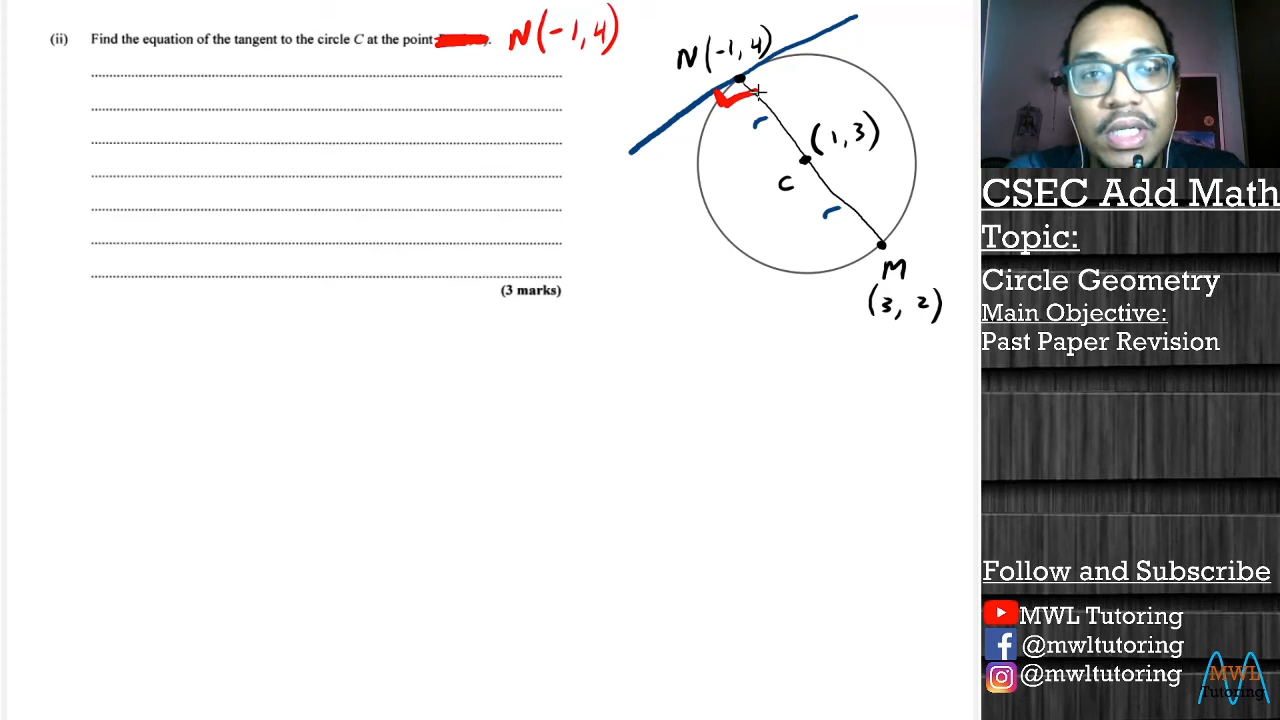 (ii) Find the equation of the tangent to the circle C at the point . N(-1,4)
(3 marks)
N(-1,4)
(1,3)
C
r
r
M
(3, 2)
CSEC Add Math
Topic:
Circle Geometry
Main Objective:
Past Paper Revision
Follow and Subscribe
MWL Tutoring
@mwltutoring
@mwltutoring
MWL
Tutoring